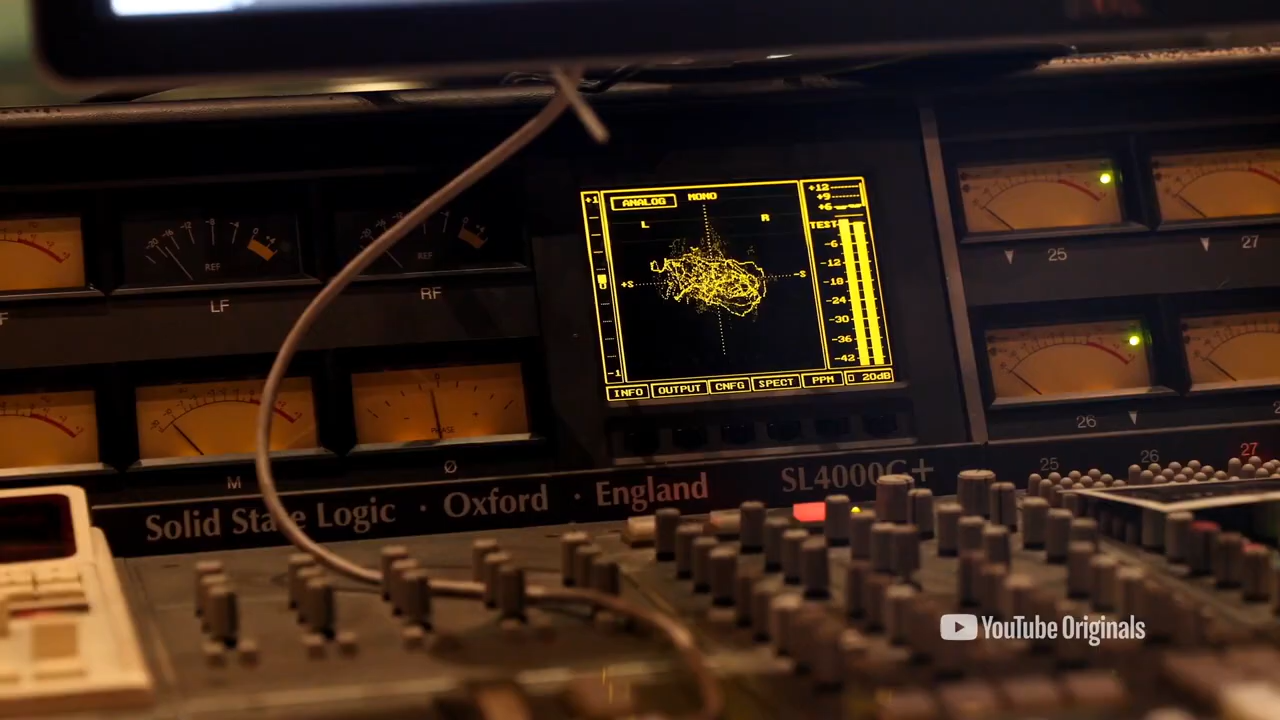 +1
ANALOG MONO
+12
+9
+6
L
R
TEST
-6
-12
-18
-24
-30
-36
-42
+S
-S
0
-1
INFO OUTPUT CNFG SPECT PPM 20dB
REF
REF
LF
RF
25
27
26
M
PHASE
Ø
25
26
27
Solid State Logic · Oxford · England SL4000G+
YouTube Originals